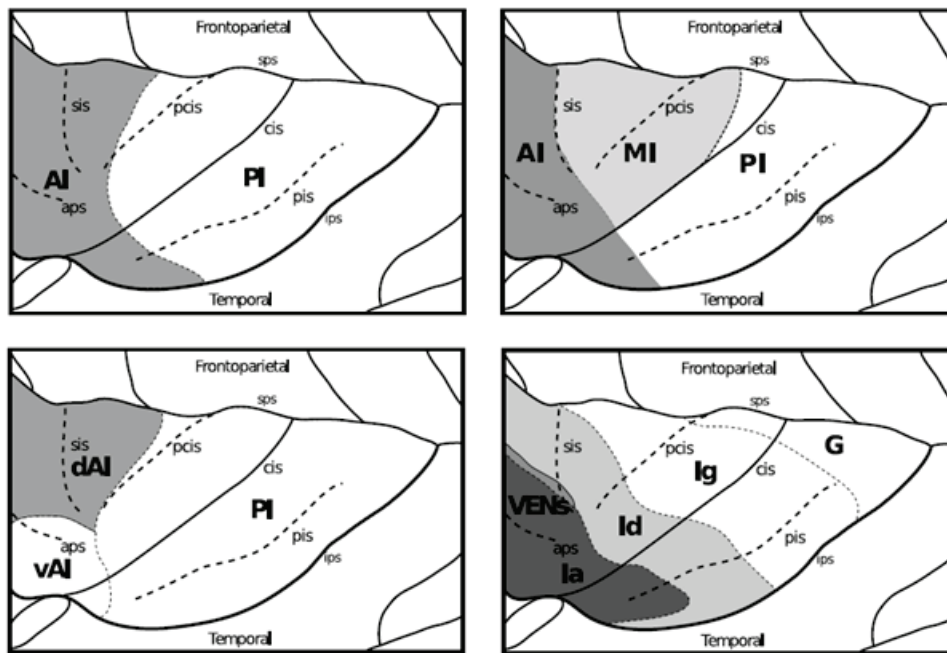 Frontoparietal
sps
sis
pcis
cis
AI
PI
aps
pis
ips
Temporal
Frontoparietal
sps
sis
pcis
cis
AI
MI
PI
aps
pis
ips
Temporal
Frontoparietal
sps
sis
pcis
dAI
cis
PI
aps
pis
vAI
ips
Temporal
Frontoparietal
sps
sis
pcis
G
Ig
cis
VENs
Id
aps
pis
Ia
ips
Temporal